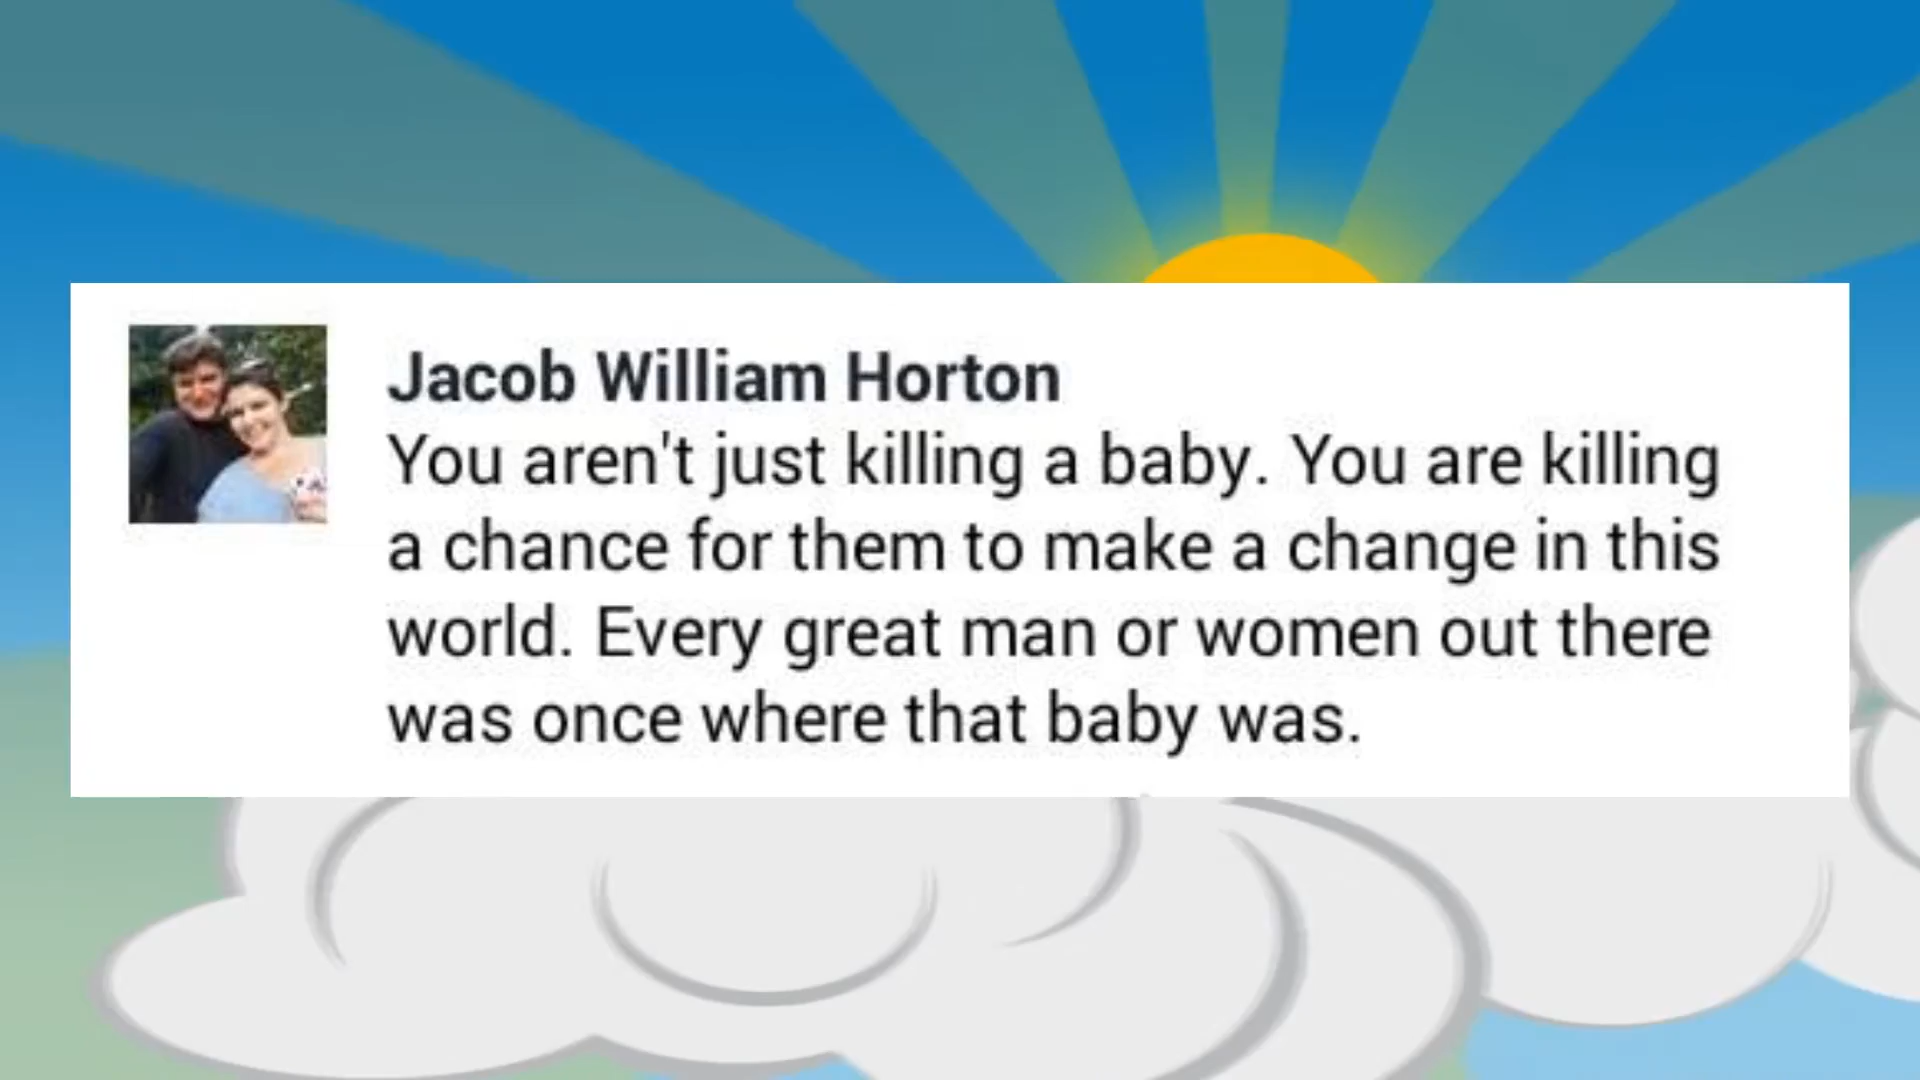 Jacob William Horton
You aren't just killing a baby. You are killing
a chance for them to make a change in this
world. Every great man or women out there
was once where that baby was.